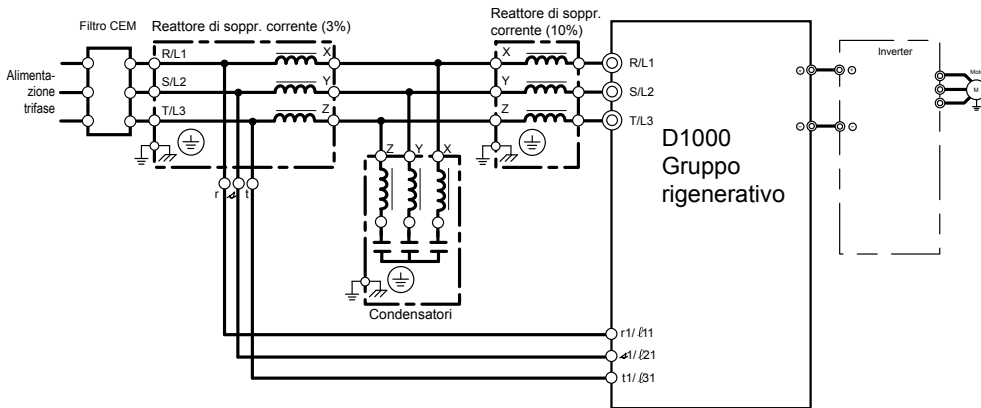 Filtro CEM
Reattore di soppr. corrente (3%)
Reattore di soppr.
corrente (10%)
Alimenta-
zione
trifase
R/L1
S/L2
T/L3
X
Y
Z
X
Y
Z
R/L1
S/L2
T/L3
D1000
Gruppo
rigenerativo
Inverter
M
Z Y X
r s t
Condensatori
r1/ ℓ11
s1/ ℓ21
t1/ ℓ31